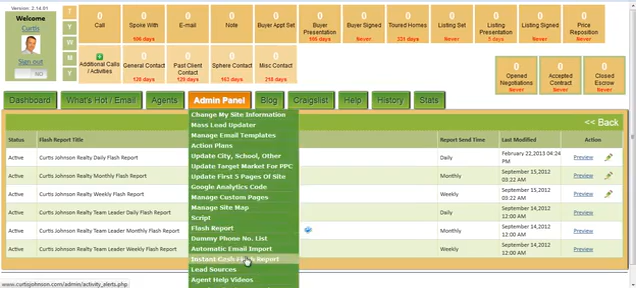 Version: 2.14.91
Welcome
Curtis
Sign out
NO
T
Y
W
M
Y
0 0 0 0 0 0 0 0 0 0 0 0
Call Spoke With E-mail Note Buyer Appt Set Buyer Presentation Buyer Signed Toured Homes Listing Set Listing Presentation Listing Signed Price Reposition
106 days 166 days Never 331 days Never 5 days Never Never
0 0 0 0
Additional Calls / Activities General Contact Past Client Contact Sphere Contact Misc Contact
120 days 125 days 163 days 218 days
0 0 0
Opened Negotiations Accepted Contract Closed Escrow
Never Never Never
Dashboard What's Hot / Email Agents Admin Panel Blog Craigslist Help History Stats
Change My Site Information
Mass Lead Updater
Manage Email Templates
Action Plans
Update City, School, Other
Update Target Market For PPC
Update First 5 Pages Of Site
Google Analytics Code
Manage Custom Pages
Manage Site Map
Script
Flash Report
Dummy Phone No. List
Automatic Email Import
Instant Cash Flash Report
Lead Sources
Agent Help Videos
<< Back
Status Flash Report Title Report Send Time Last Modified Action
Active Curtis Johnson Realty Daily Flash Report Daily February 22,2013 04:24 PM Preview
Active Curtis Johnson Realty Monthly Flash Report Monthly September 15,2012 03:22 AM Preview
Active Curtis Johnson Realty Weekly Flash Report Weekly September 15,2012 03:22 AM Preview
Active Curtis Johnson Realty Team Leader Daily Flash Report Daily September 14,2012 12:00 AM Preview
Active Curtis Johnson Realty Team Leader Monthly Flash Report Monthly September 14,2012 12:00 AM Preview
Active Curtis Johnson Realty Team Leader Weekly Flash Report Weekly September 14,2012 12:00 AM Preview
www.curtisjohnson.com/admin/activity_alerts.php